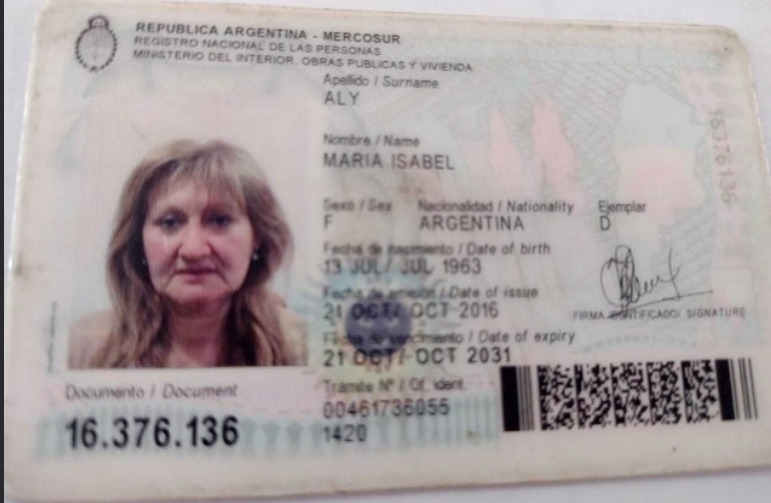 REPUBLICA ARGENTINA - MERCOSUR
REGISTRO NACIONAL DE LAS PERSONAS
MINISTERIO DEL INTERIOR, OBRAS PUBLICAS Y VIVIENDA
Apellido / Surname
ALY
Nombre / Name
MARIA ISABEL
Sexo / Sex Nacionalidad / Nationality Ejemplar
F ARGENTINA D
Fecha de nacimiento / Date of birth
13 JUL/ JUL 1963
Fecha de emisión / Date of issue
21 OCT/ OCT 2016
FIRMA IDENTIFICADO/ SIGNATURE
Fecha de vencimiento / Date of expiry
21 OCT/ OCT 2031
Documento / Document
16.376.136
Trámite Nº / Of. ident.
00461736055
1420
16376136